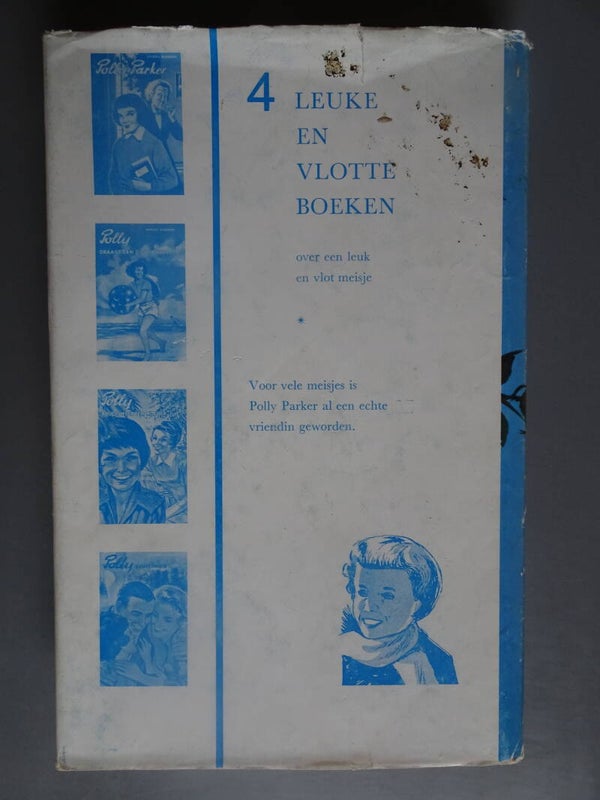 Polly Parker
Polly
Polly
Polly
4 LEUKE
EN
VLOTTE
BOEKEN
over een leuk
en vlot meisje
*
Voor vele meisjes is
Polly Parker al een echte
vriendin geworden.